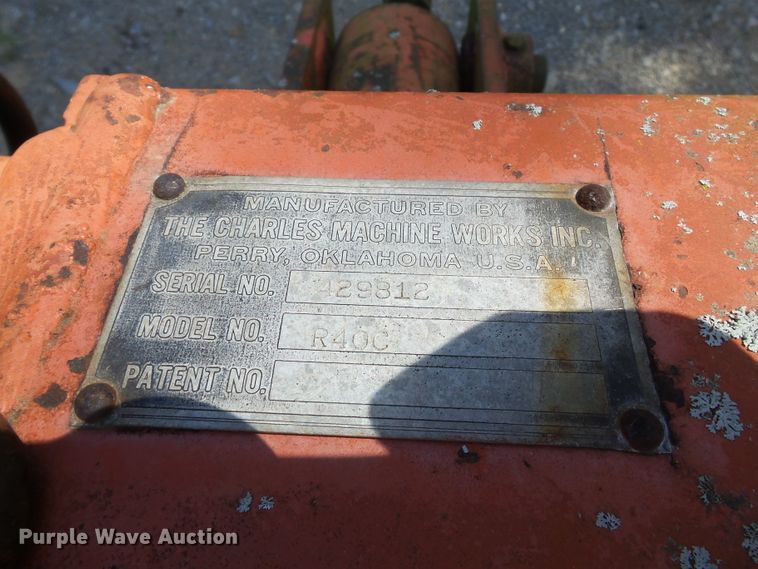 MANUFACTURED BY
THE CHARLES MACHINE WORKS INC.
PERRY, OKLAHOMA U.S.A.
SERIAL NO. 429812
MODEL NO. R40C
PATENT NO.
Purple Wave Auction